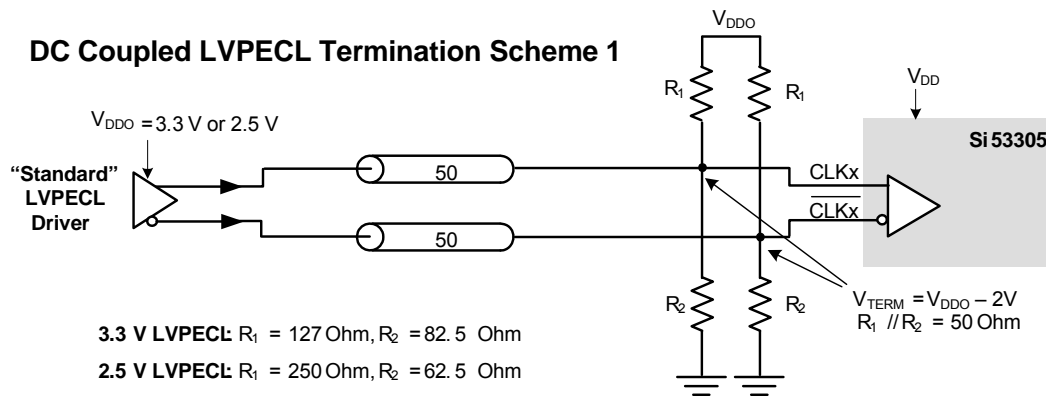 DC Coupled LVPECL Termination Scheme 1
VDDO
R1
R1
VDD
VDDO = 3.3 V or 2.5 V
Si 53305
"Standard"
LVPECL
Driver
50
CLKx
CLKx
50
R2
R2
VTERM = VDDO – 2V
R1 // R2 = 50 Ohm
3.3 V LVPECL: R1 = 127 Ohm, R2 = 82.5 Ohm
2.5 V LVPECL: R1 = 250 Ohm, R2 = 62.5 Ohm